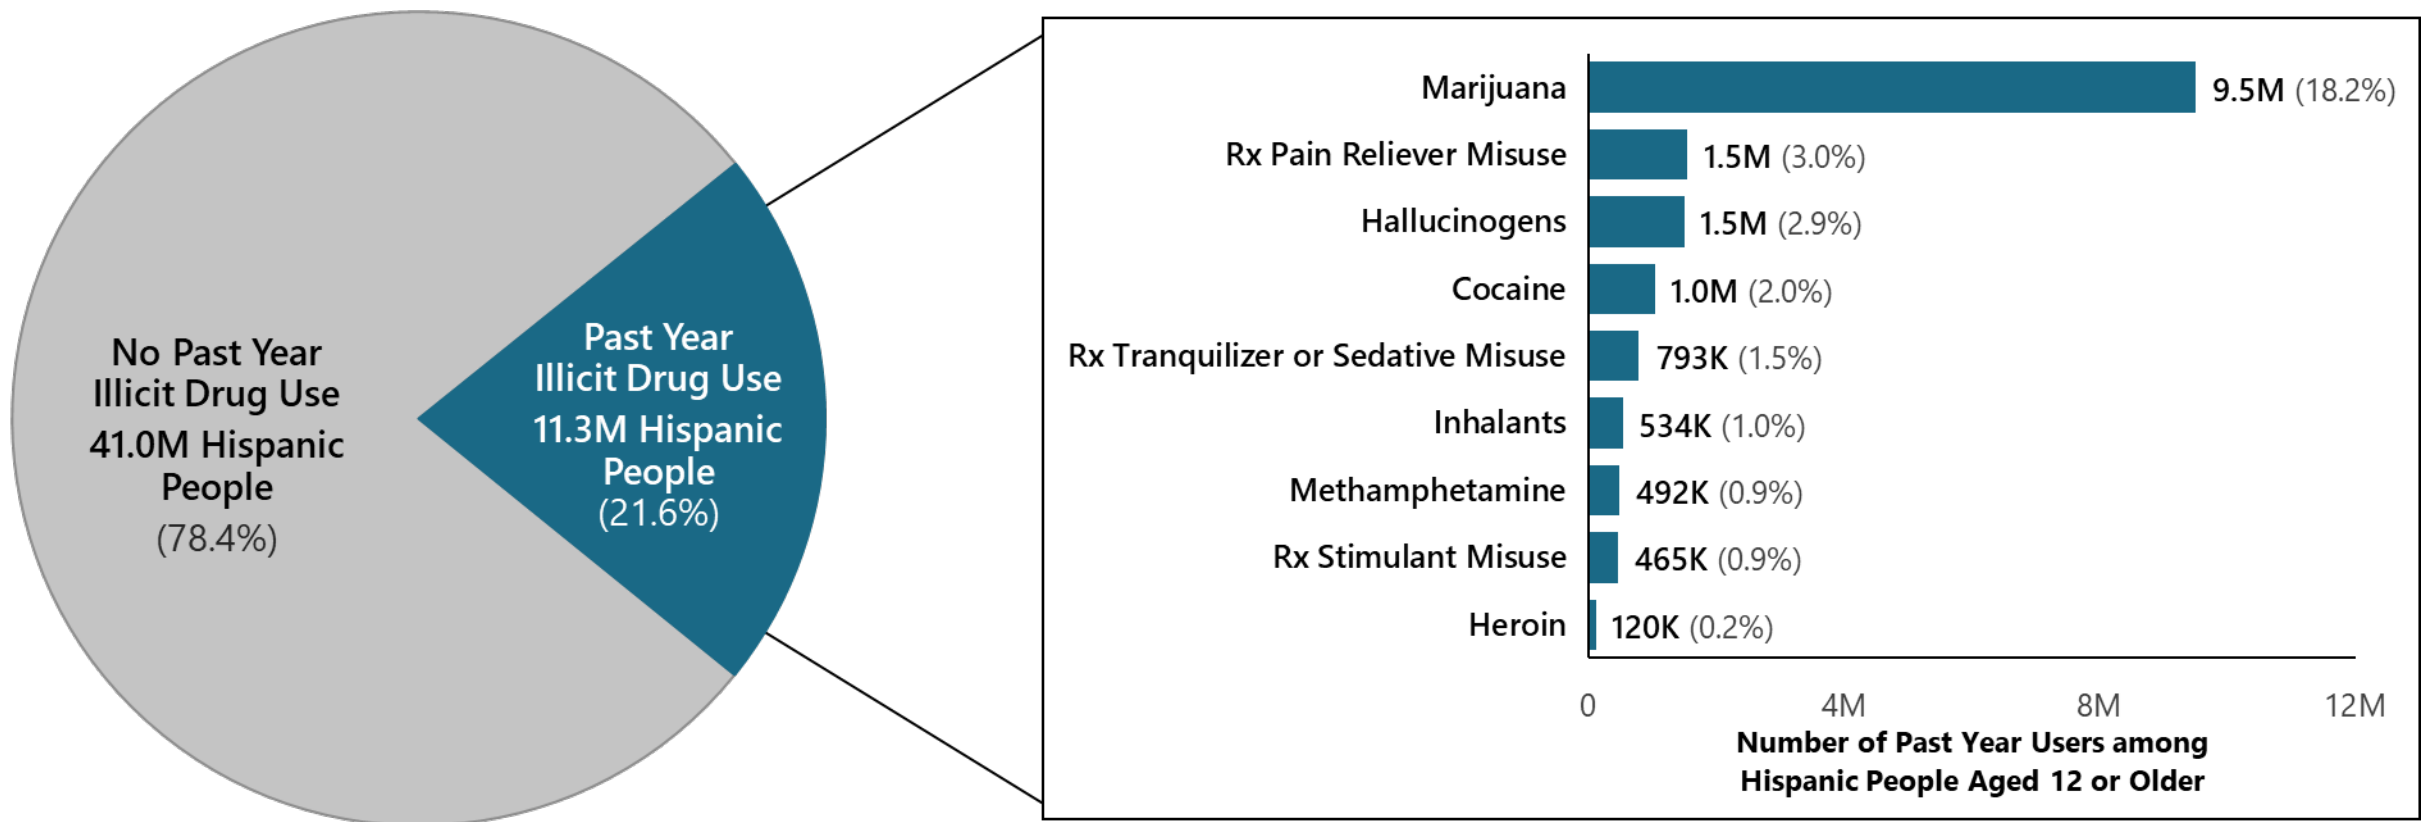 No Past Year
Illicit Drug Use
41.0M Hispanic
People
(78.4%)
Past Year
Illicit Drug Use
11.3M Hispanic
People
(21.6%)
Marijuana 9.5M (18.2%)
Rx Pain Reliever Misuse 1.5M (3.0%)
Hallucinogens 1.5M (2.9%)
Cocaine 1.0M (2.0%)
Rx Tranquilizer or Sedative Misuse 793K (1.5%)
Inhalants 534K (1.0%)
Methamphetamine 492K (0.9%)
Rx Stimulant Misuse 465K (0.9%)
Heroin 120K (0.2%)
0 4M 8M 12M
Number of Past Year Users among
Hispanic People Aged 12 or Older